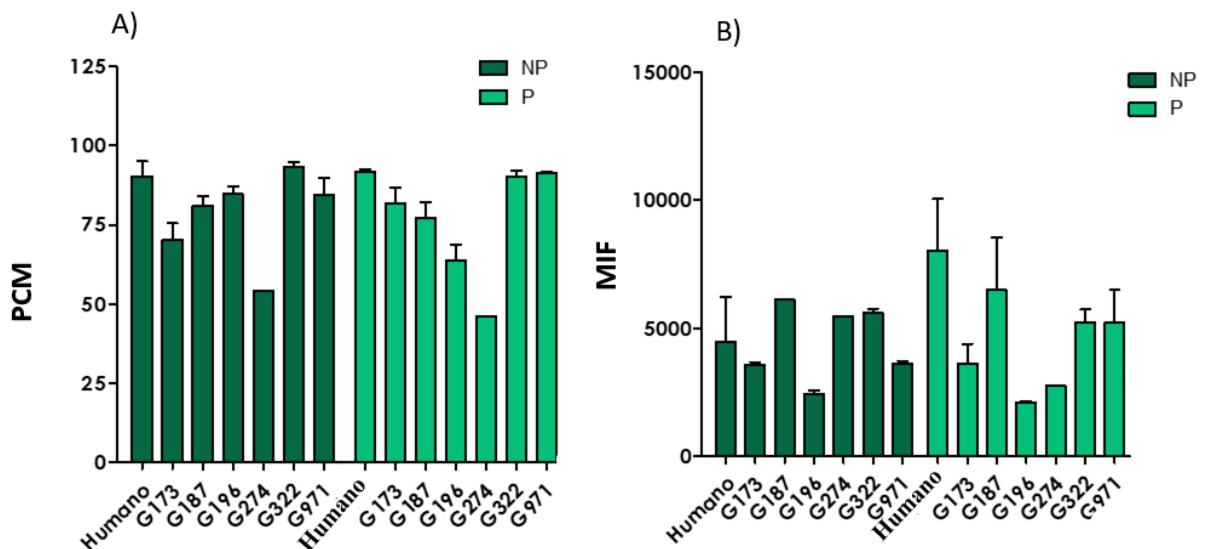 A)
PCM
125
100
75
50
25
0
NP
P
Humano
G173
G187
G196
G274
G322
G971
Humano
G173
G187
G196
G274
G322
G971
B)
MIF
15000
10000
5000
0
NP
P
Humano
G173
G187
G196
G274
G322
G971
Humano
G173
G187
G196
G274
G322
G971